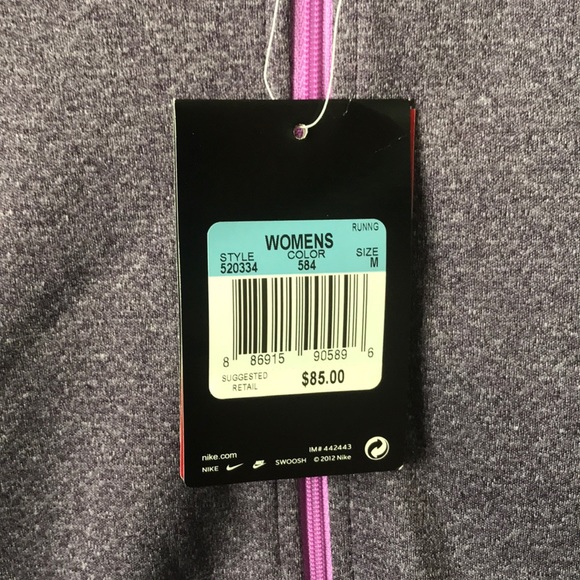 RUNNG
WOMENS
STYLE COLOR SIZE
520334 584 M
8 86915 90589 6
SUGGESTED RETAIL $85.00
nike.com IM# 442443
NIKE SWOOSH © 2012 Nike